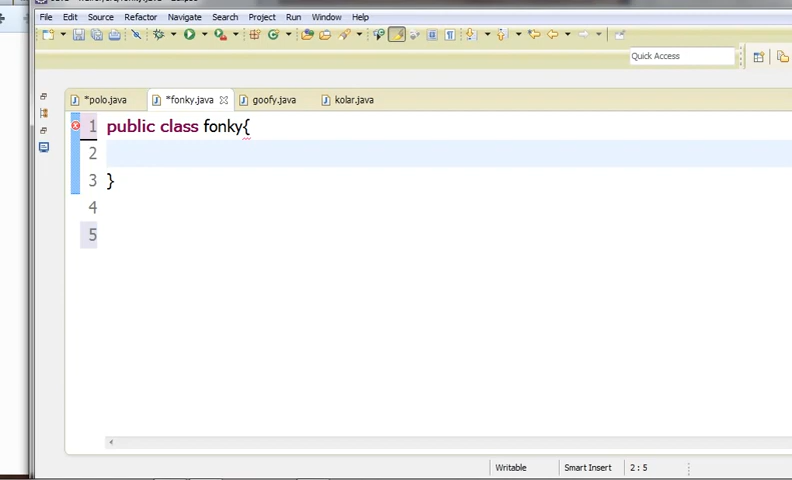 File Edit Source Refactor Navigate Search Project Run Window Help
Quick Access
*polo.java *fonky.java goofy.java kolar.java
1 public class fonky{
2
3 }
4
5
Writable Smart Insert 2 : 5